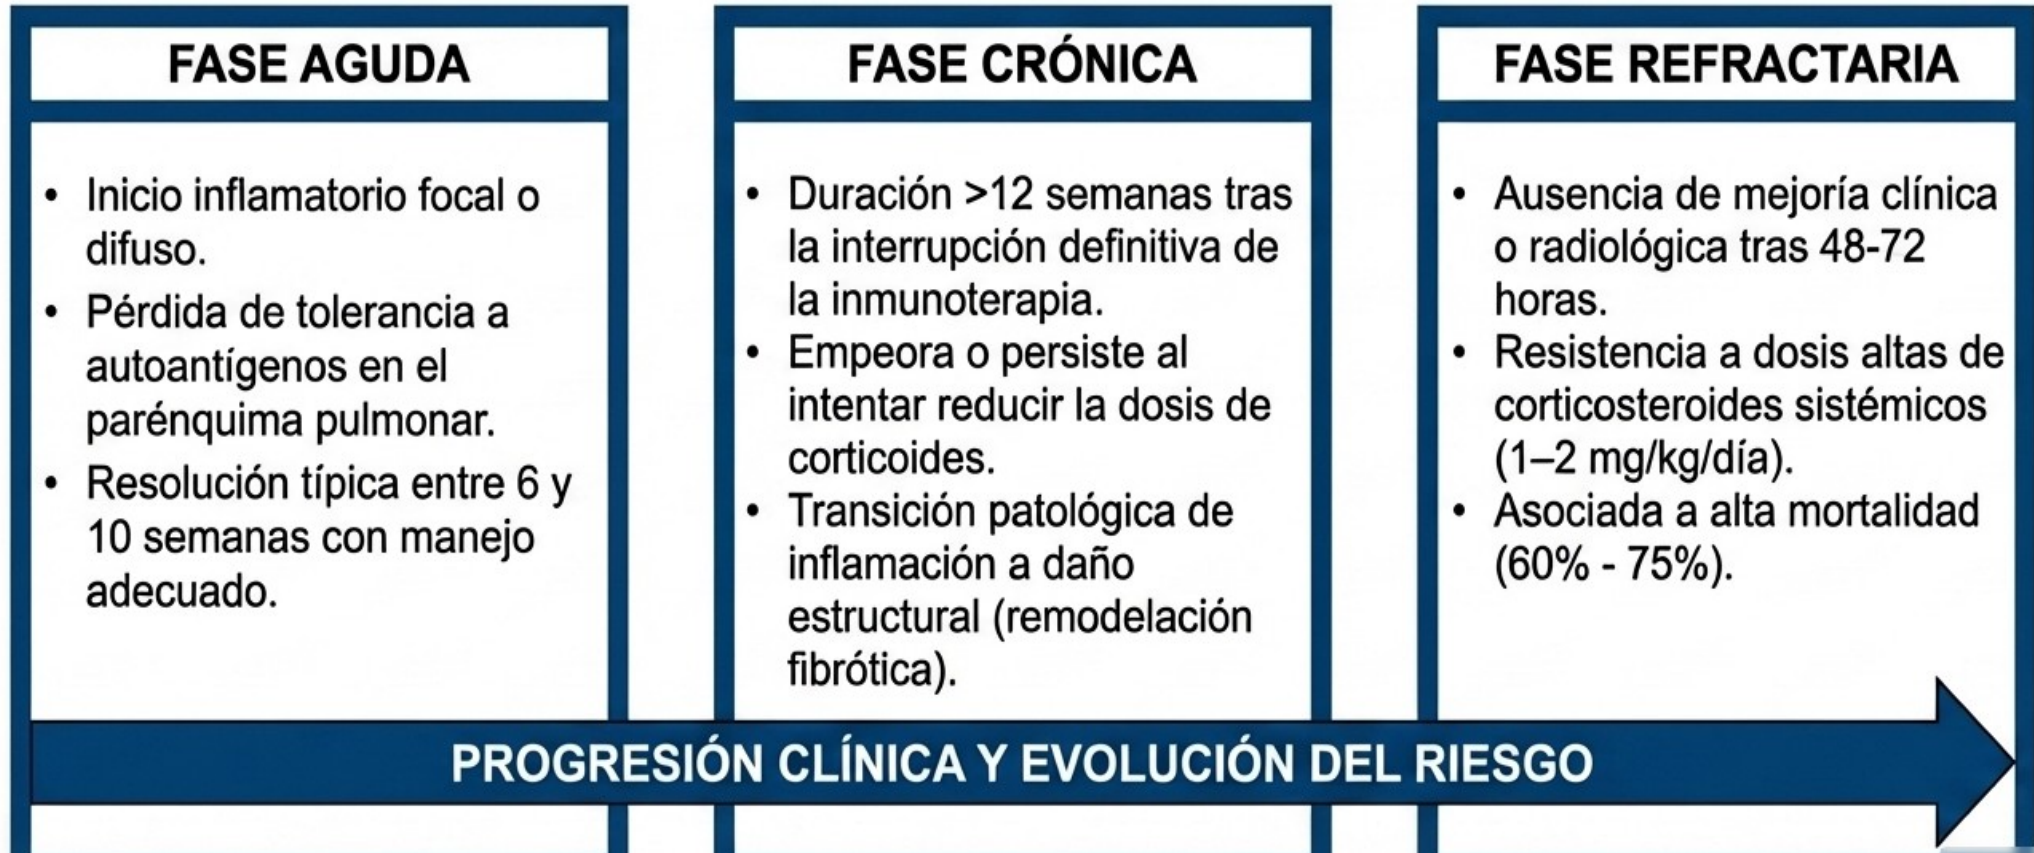 FASE AGUDA
• Inicio inflamatorio focal o
difuso.
• Pérdida de tolerancia a
autoantígenos en el
parénquima pulmonar.
• Resolución típica entre 6 y
10 semanas con manejo
adecuado.
FASE CRÓNICA
• Duración >12 semanas tras
la interrupción definitiva de
la inmunoterapia.
• Empeora o persiste al
intentar reducir la dosis de
corticoides.
• Transición patológica de
inflamación a daño
estructural (remodelación
fibrótica).
FASE REFRACTARIA
• Ausencia de mejoría clínica
o radiológica tras 48-72
horas.
• Resistencia a dosis altas de
corticosteroides sistémicos
(1–2 mg/kg/día).
• Asociada a alta mortalidad
(60% - 75%).
PROGRESIÓN CLÍNICA Y EVOLUCIÓN DEL RIESGO